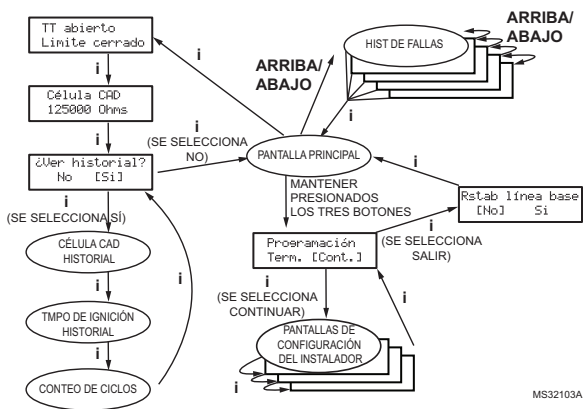 TT abierto
Límite cerrado
i
Célula CAD
125000 Ohms
i
¿Ver historial?
No [Sí]
i
(SE SELECCIONA SÍ)
CÉLULA CAD
HISTORIAL
i
TMPO DE IGNICIÓN
HISTORIAL
i
CONTEO DE CICLOS
i
i
i
(SE SELECCIONA
NO)
ARRIBA/
ABAJO
HIST DE FALLAS
ARRIBA/
ABAJO
i
PANTALLA PRINCIPAL
MANTENER
PRESIONADOS
LOS TRES BOTONES
i
Rstab línea base
[No] Si
Programación
Term. [Cont.]
i
(SE SELECCIONA
SALIR)
i
(SE SELECCIONA
CONTINUAR)
i
PANTALLAS DE
CONFIGURACIÓN
DEL INSTALADOR
i
MS32103A